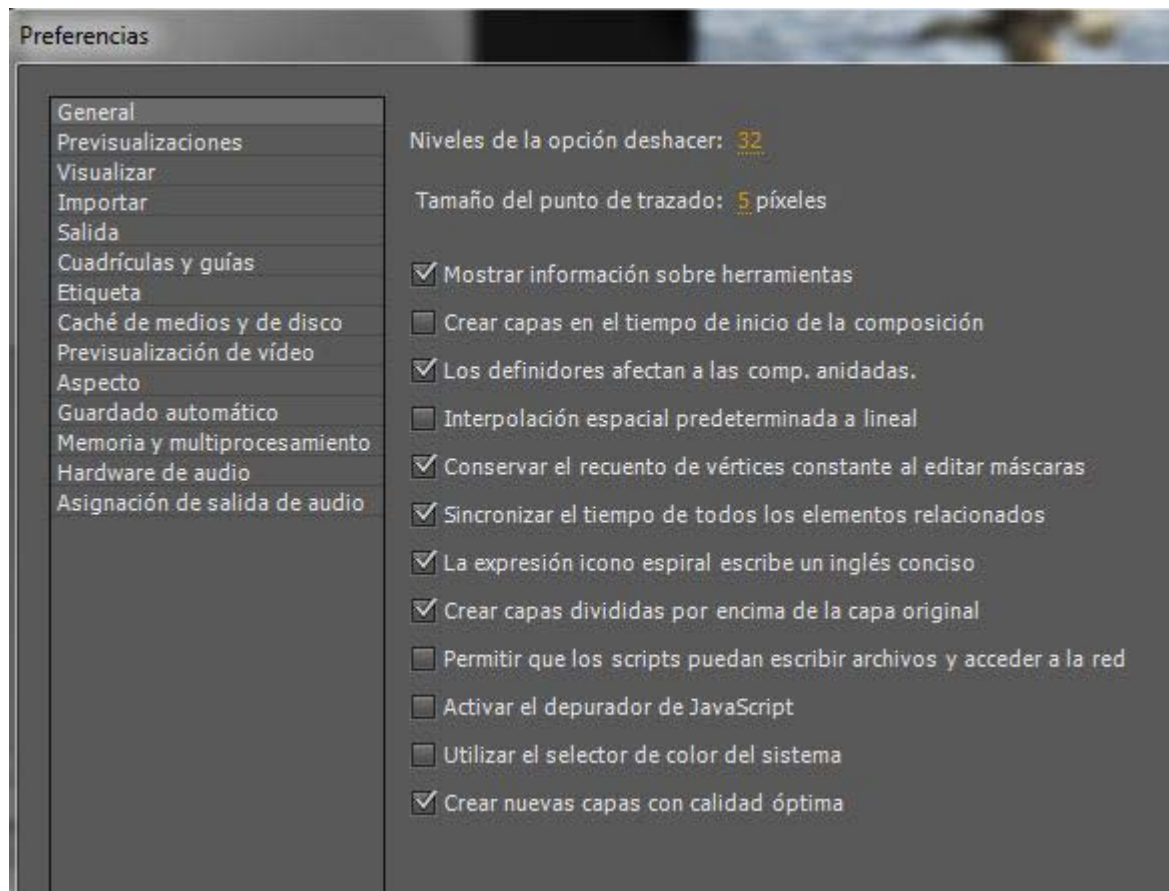 Preferencias
General
Previsualizaciones
Visualizar
Importar
Salida
Cuadrículas y guías
Etiqueta
Caché de medios y de disco
Previsualización de vídeo
Aspecto
Guardado automático
Memoria y multiprocesamiento
Hardware de audio
Asignación de salida de audio
Niveles de la opción deshacer: 32
Tamaño del punto de trazado: 5 píxeles
Mostrar información sobre herramientas
Crear capas en el tiempo de inicio de la composición
Los definidores afectan a las comp. anidadas.
Interpolación espacial predeterminada a lineal
Conservar el recuento de vértices constante al editar máscaras
Sincronizar el tiempo de todos los elementos relacionados
La expresión icono espiral escribe un inglés conciso
Crear capas divididas por encima de la capa original
Permitir que los scripts puedan escribir archivos y acceder a la red
Activar el depurador de JavaScript
Utilizar el selector de color del sistema
Crear nuevas capas con calidad óptima